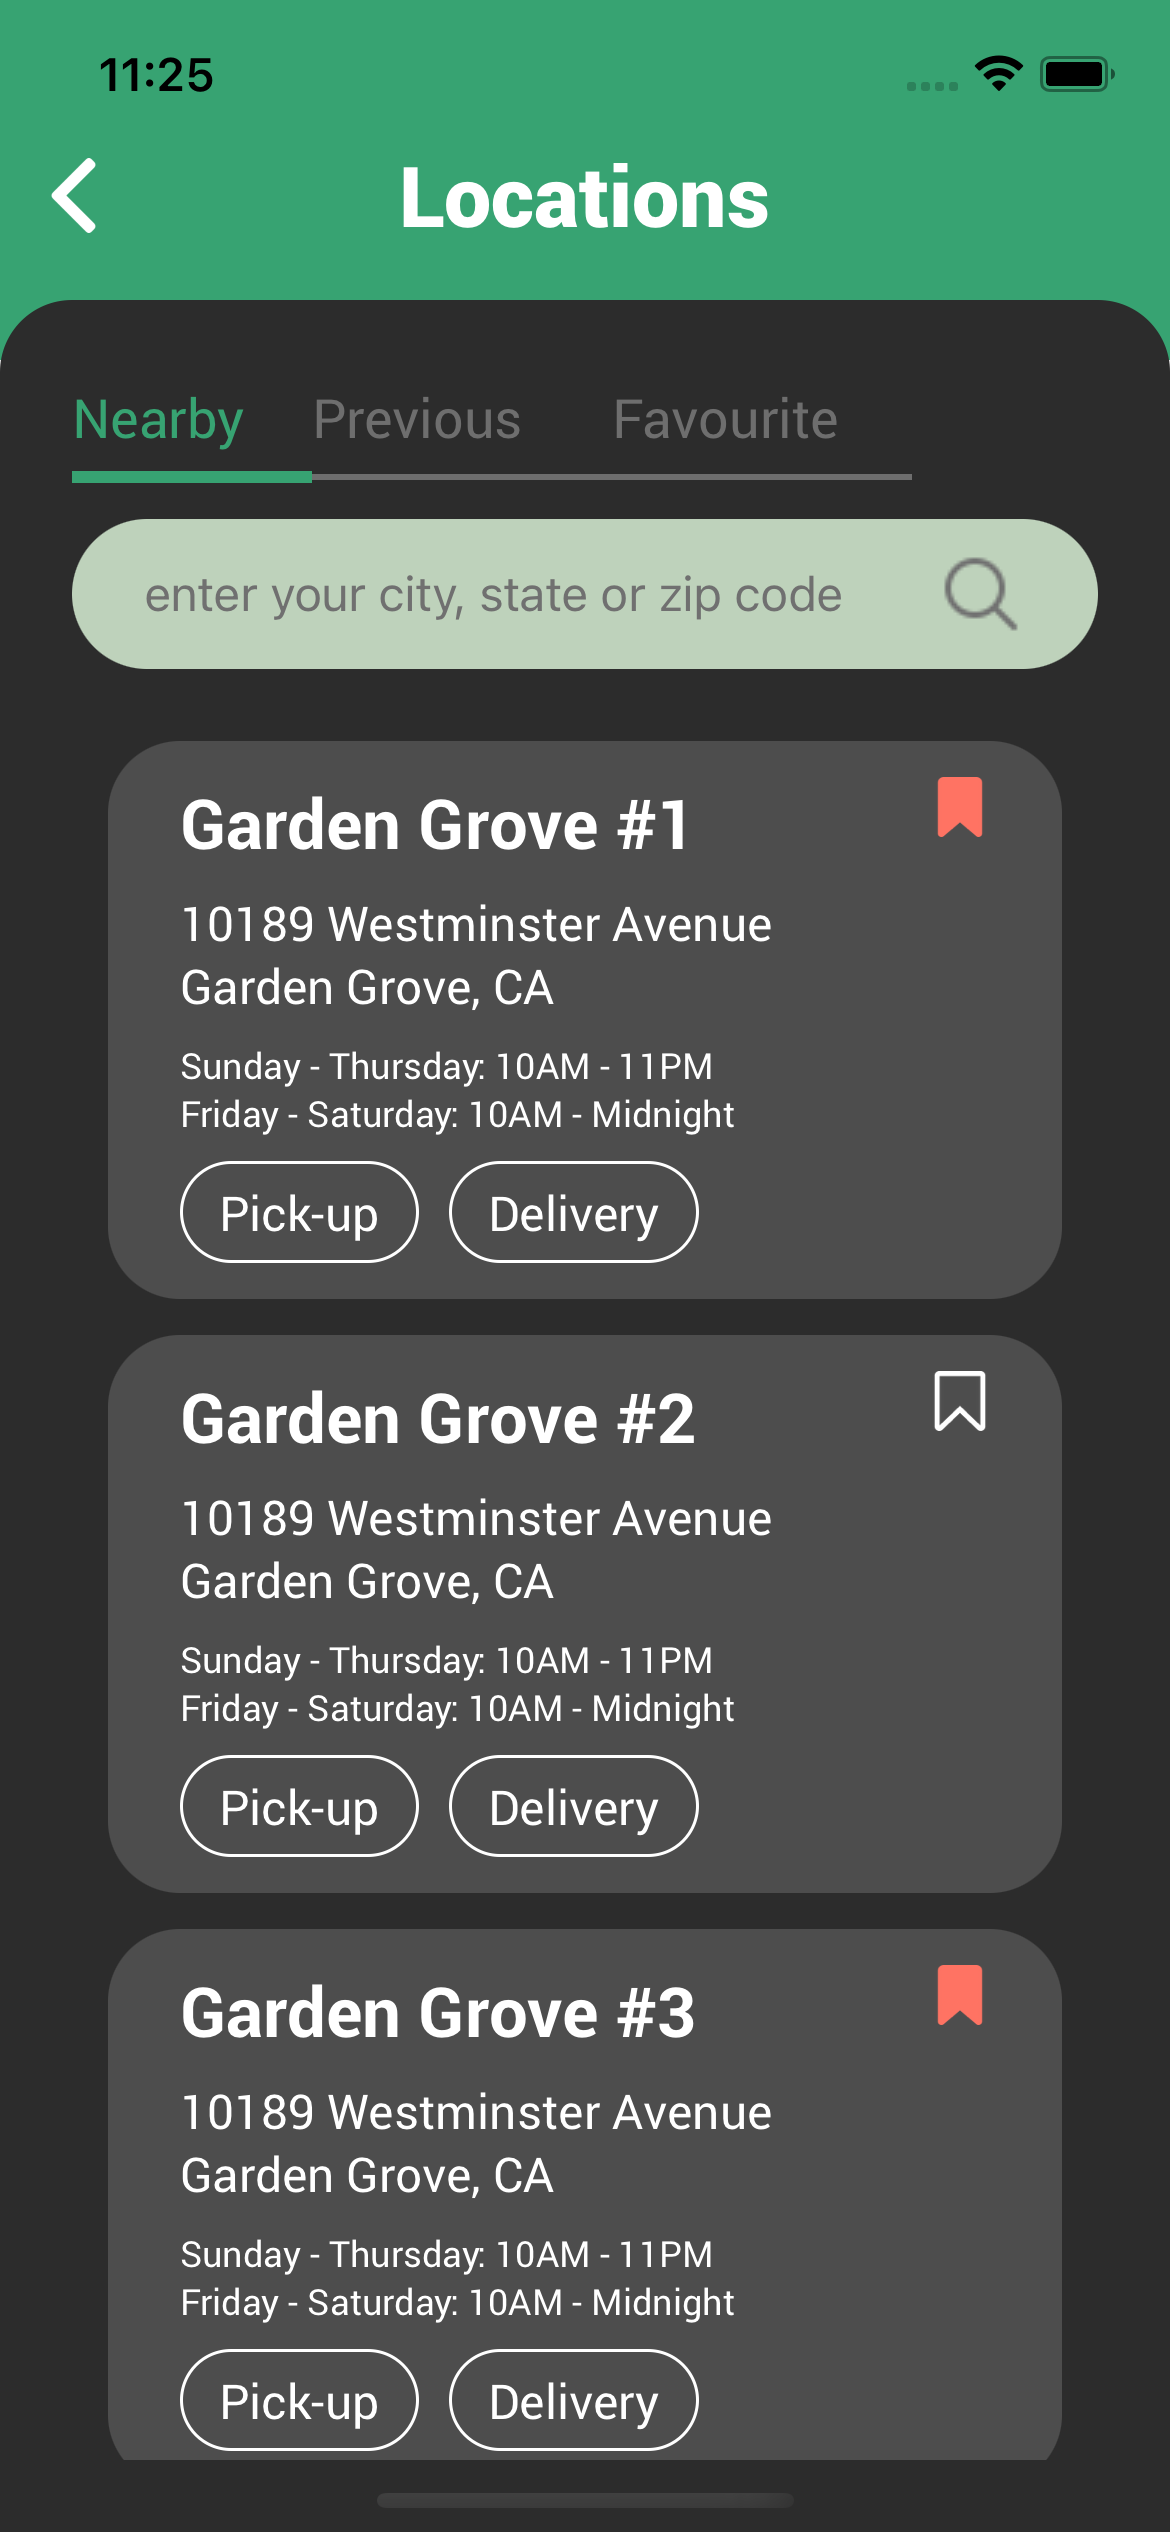 11:25
Locations
Nearby Previous Favourite
enter your city, state or zip code
Garden Grove #1
10189 Westminster Avenue
Garden Grove, CA
Sunday - Thursday: 10AM - 11PM
Friday - Saturday: 10AM - Midnight
Pick-up Delivery
Garden Grove #2
10189 Westminster Avenue
Garden Grove, CA
Sunday - Thursday: 10AM - 11PM
Friday - Saturday: 10AM - Midnight
Pick-up Delivery
Garden Grove #3
10189 Westminster Avenue
Garden Grove, CA
Sunday - Thursday: 10AM - 11PM
Friday - Saturday: 10AM - Midnight
Pick-up Delivery